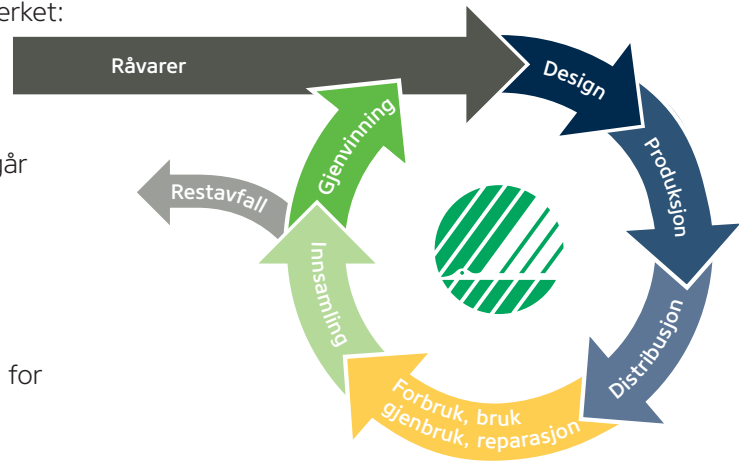 erket:
Råvarer
Design
Produksjon
Distribusjon
Forbruk, bruk
gjenbruk, reparasjon
Innsamling
Gjenvinning
Restavfall
går
for